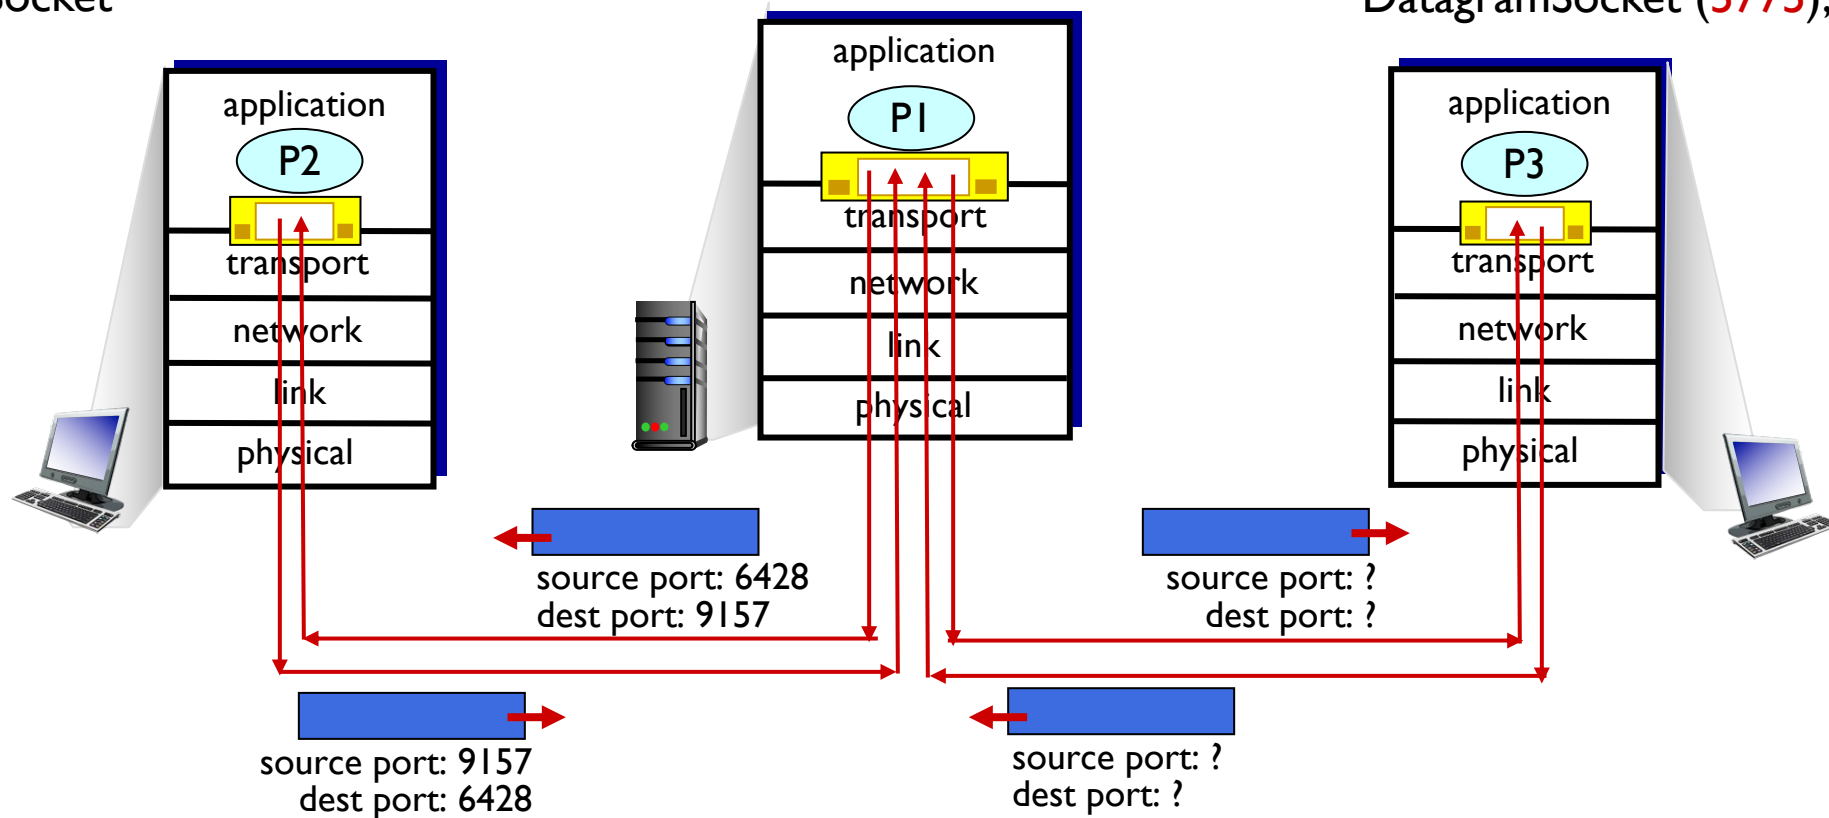 DatagramSocket (5775);
application
P2
transport
network
link
physical
application
P1
transport
network
link
physical
application
P3
transport
network
link
physical
source port: 6428
dest port: 9157
source port: ?
dest port: ?
source port: 9157
dest port: 6428
source port: ?
dest port: ?